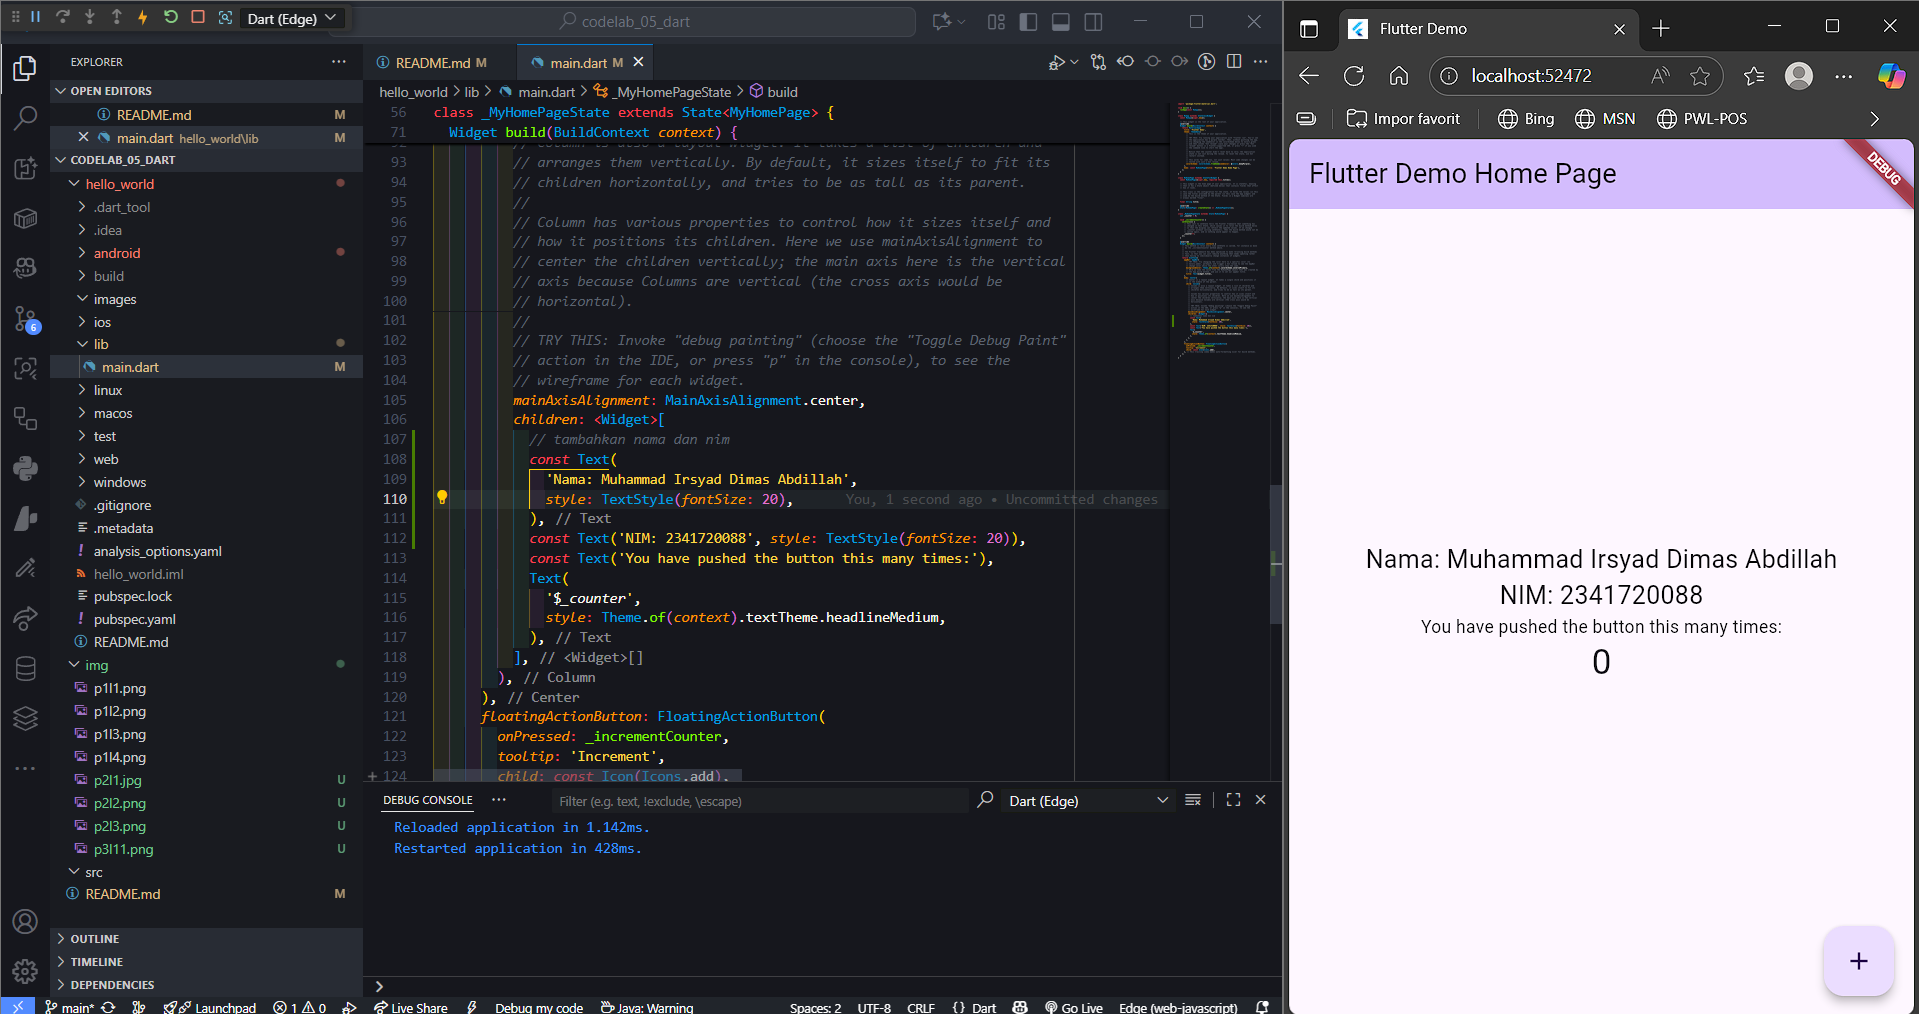 Dart (Edge)
codelab_05_dart
EXPLORER
OPEN EDITORS
README.md M
main.dart hello_world\lib M
CODELAB_05_DART
hello_world
.dart_tool
.idea
android
build
images
ios
lib
main.dart M
linux
macos
test
web
windows
.gitignore
.metadata
analysis_options.yaml
hello_world.iml
pubspec.lock
pubspec.yaml
README.md
img
p1l1.png
p1l2.png
p1l3.png
p1l4.png
p2l1.jpg U
p2l2.png U
p2l3.png U
p3l11.png U
src
README.md M
OUTLINE
TIMELINE
DEPENDENCIES
6
README.md M
main.dart M
hello_world > lib > main.dart > _MyHomePageState > build
56 class _MyHomePageState extends State<MyHomePage> {
71 Widget build(BuildContext context) {
92 // Column is also a layout widget. It takes a list of children and
93 // arranges them vertically. By default, it sizes itself to fit its
94 // children horizontally, and tries to be as tall as its parent.
95 //
96 // Column has various properties to control how it sizes itself and
97 // how it positions its children. Here we use mainAxisAlignment to
98 // center the children vertically; the main axis here is the vertical
99 // axis because Columns are vertical (the cross axis would be
100 // horizontal).
101 //
102 // TRY THIS: Invoke "debug painting" (choose the "Toggle Debug Paint"
103 // action in the IDE, or press "p" in the console), to see the
104 // wireframe for each widget.
105 mainAxisAlignment: MainAxisAlignment.center,
106 children: <Widget>[
107 // tambahkan nama dan nim
108 const Text(
109 'Nama: Muhammad Irsyad Dimas Abdillah',
110 style: TextStyle(fontSize: 20), You, 1 second ago • Uncommitted changes
111 ), // Text
112 const Text('NIM: 2341720088', style: TextStyle(fontSize: 20)),
113 const Text('You have pushed the button this many times:'),
114 Text(
115 '$_counter',
116 style: Theme.of(context).textTheme.headlineMedium,
117 ), // Text
118 ], // <Widget>[]
119 ), // Column
120 ), // Center
121 floatingActionButton: FloatingActionButton(
122 onPressed: _incrementCounter,
123 tooltip: 'Increment',
124 child: const Icon(Icons.add),
DEBUG CONSOLE
Filter (e.g. text, !exclude, \escape)
Dart (Edge)
Reloaded application in 1.142ms.
Restarted application in 428ms.
main* Launchpad 1 0 Live Share Debug my code Java: Warning Spaces: 2 UTF-8 CRLF {} Dart Go Live Edge (web-javascript)
Flutter Demo
localhost:52472
Impor favorit Bing MSN PWL-POS
Flutter Demo Home Page
DEBUG
Nama: Muhammad Irsyad Dimas Abdillah
NIM: 2341720088
You have pushed the button this many times:
0
+